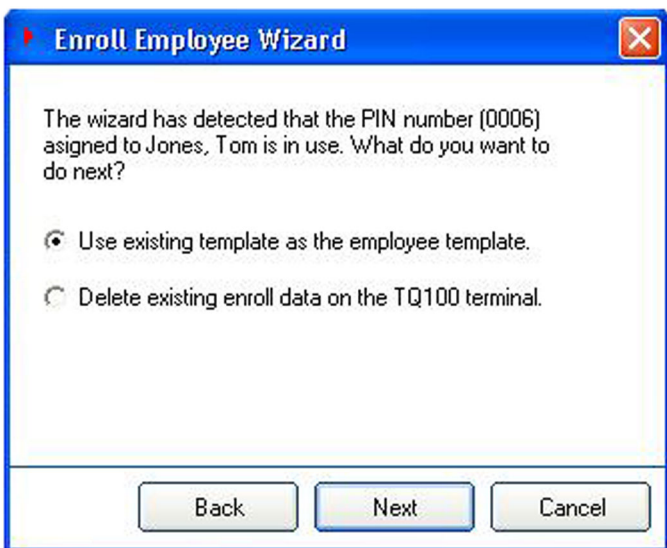 Enroll Employee Wizard
The wizard has detected that the PIN number (0006)
asigned to Jones, Tom is in use. What do you want to
do next?
Use existing template as the employee template.
Delete existing enroll data on the TQ100 terminal.
Back
Next
Cancel